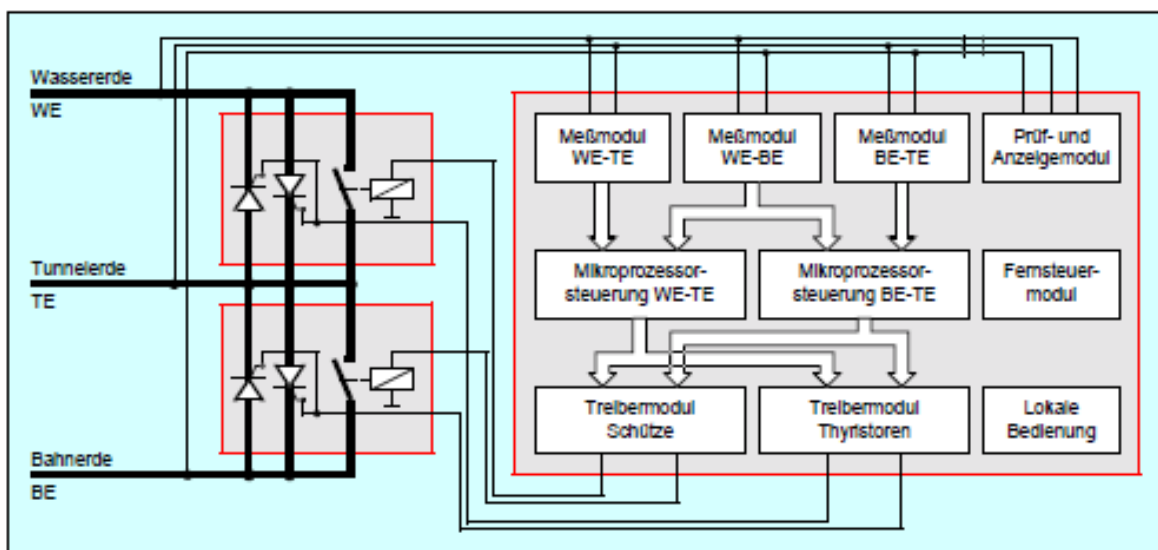 Wassererde
WE
Tunnelerde
TE
Bahnerde
BE
Meßmodul
WE-TE
Meßmodul
WE-BE
Meßmodul
BE-TE
Prüf- und
Anzeigemodul
Mikroprozessor-
steuerung WE-TE
Mikroprozessor-
steuerung BE-TE
Fernsteuer-
modul
Treibermodul
Schütze
Treibermodul
Thyristoren
Lokale
Bedienung